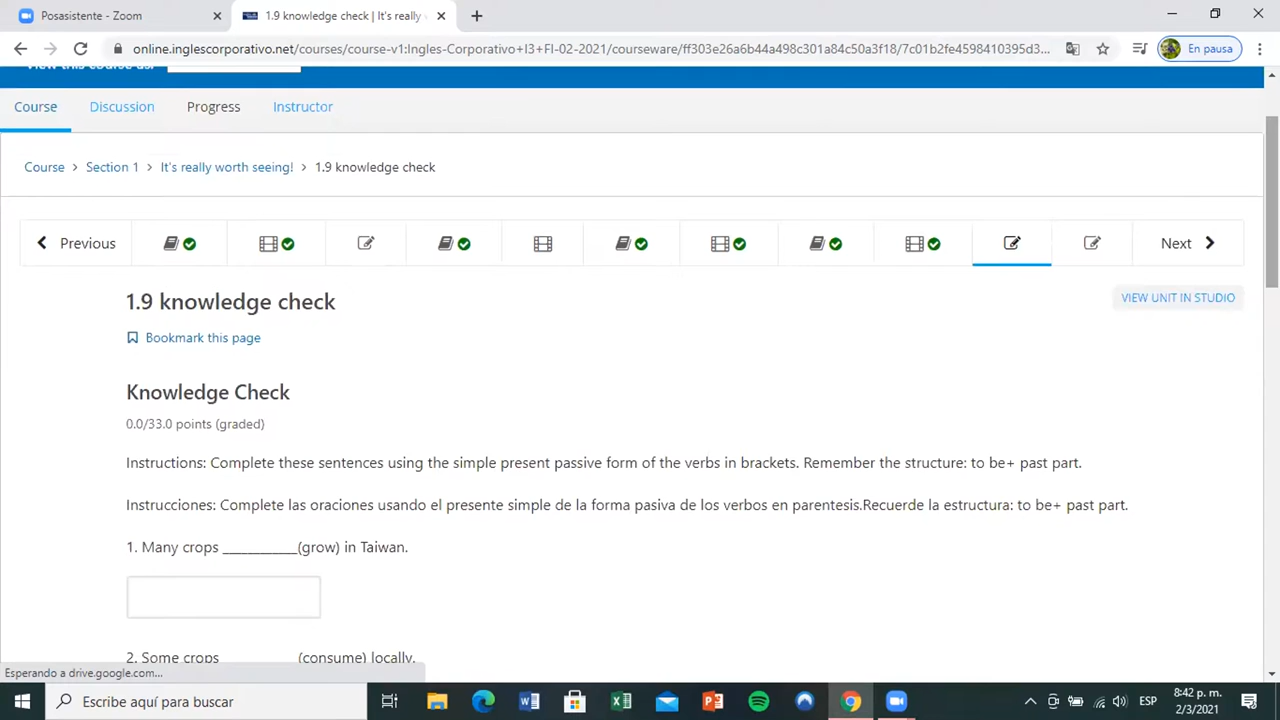 Posasistente - Zoom
1.9 knowledge check | It's really
online.inglescorporativo.net/courses/course-v1:Ingles-Corporativo+I3+FI-02-2021/courseware/ff303e26a6b44a498c301a84c50a3f18/7c01b2fe4598410395d3...
En pausa
View this course as:
Course
Discussion
Progress
Instructor
Course > Section 1 > It's really worth seeing! > 1.9 knowledge check
Previous
Next
1.9 knowledge check
VIEW UNIT IN STUDIO
Bookmark this page
Knowledge Check
0.0/33.0 points (graded)
Instructions: Complete these sentences using the simple present passive form of the verbs in brackets. Remember the structure: to be+ past part.
Instrucciones: Complete las oraciones usando el presente simple de la forma pasiva de los verbos en parentesis.Recuerde la estructura: to be+ past part.
1. Many crops ___________(grow) in Taiwan.
2. Some crops ___________(consume) locally.
Esperando a drive.google.com...
Escribe aquí para buscar
ESP
8:42 p. m.
2/3/2021